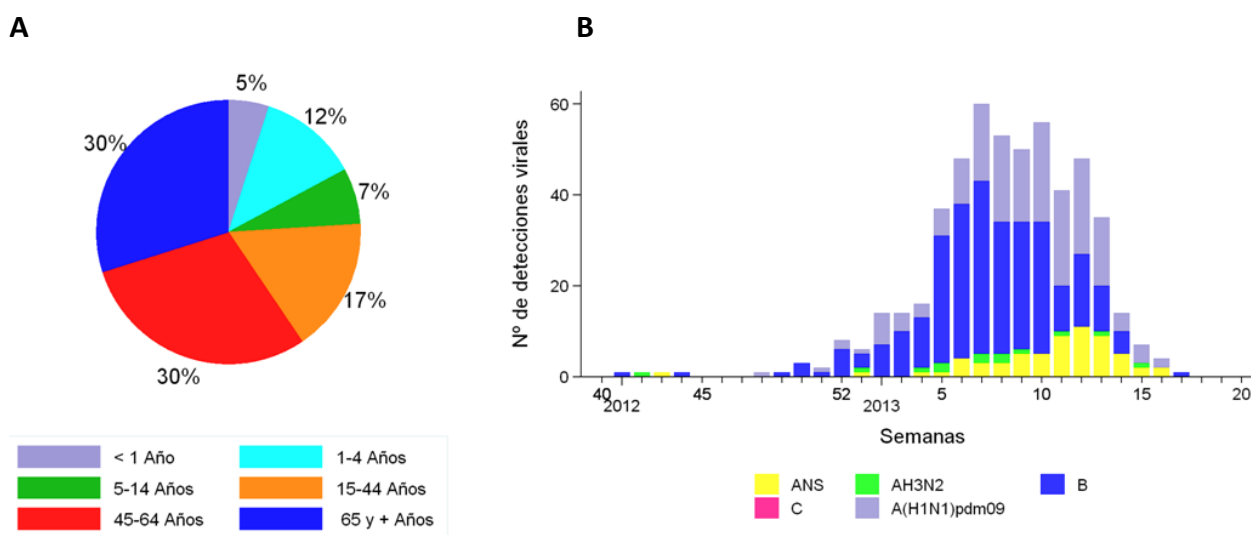 A
B
5%
12%
7%
17%
30%
30%
< 1 Año
1-4 Años
5-14 Años
15-44 Años
45-64 Años
65 y + Años
Nº de detecciones virales
60
40
20
0
40
45
52
5
10
15
20
2012
2013
Semanas
ANS
AH3N2
B
C
A(H1N1)pdm09